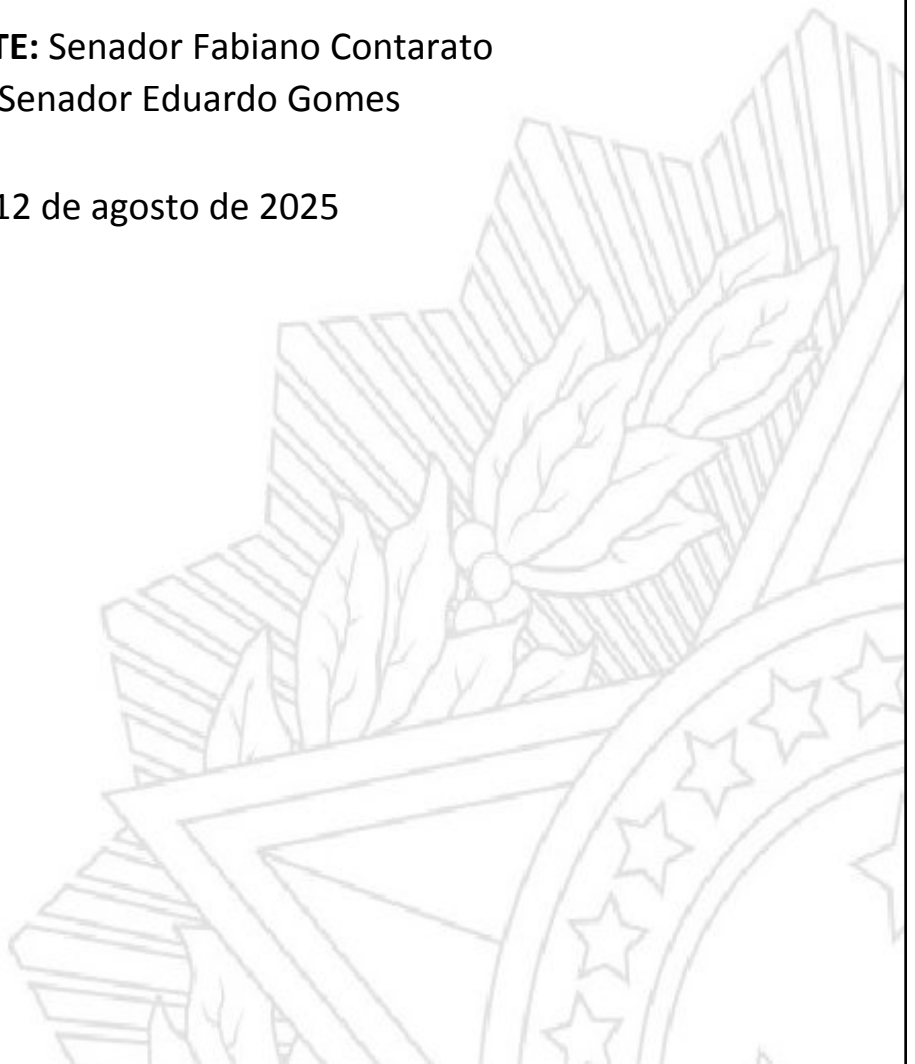 TE: Senador Fabiano Contarato
Senador Eduardo Gomes
12 de agosto de 2025